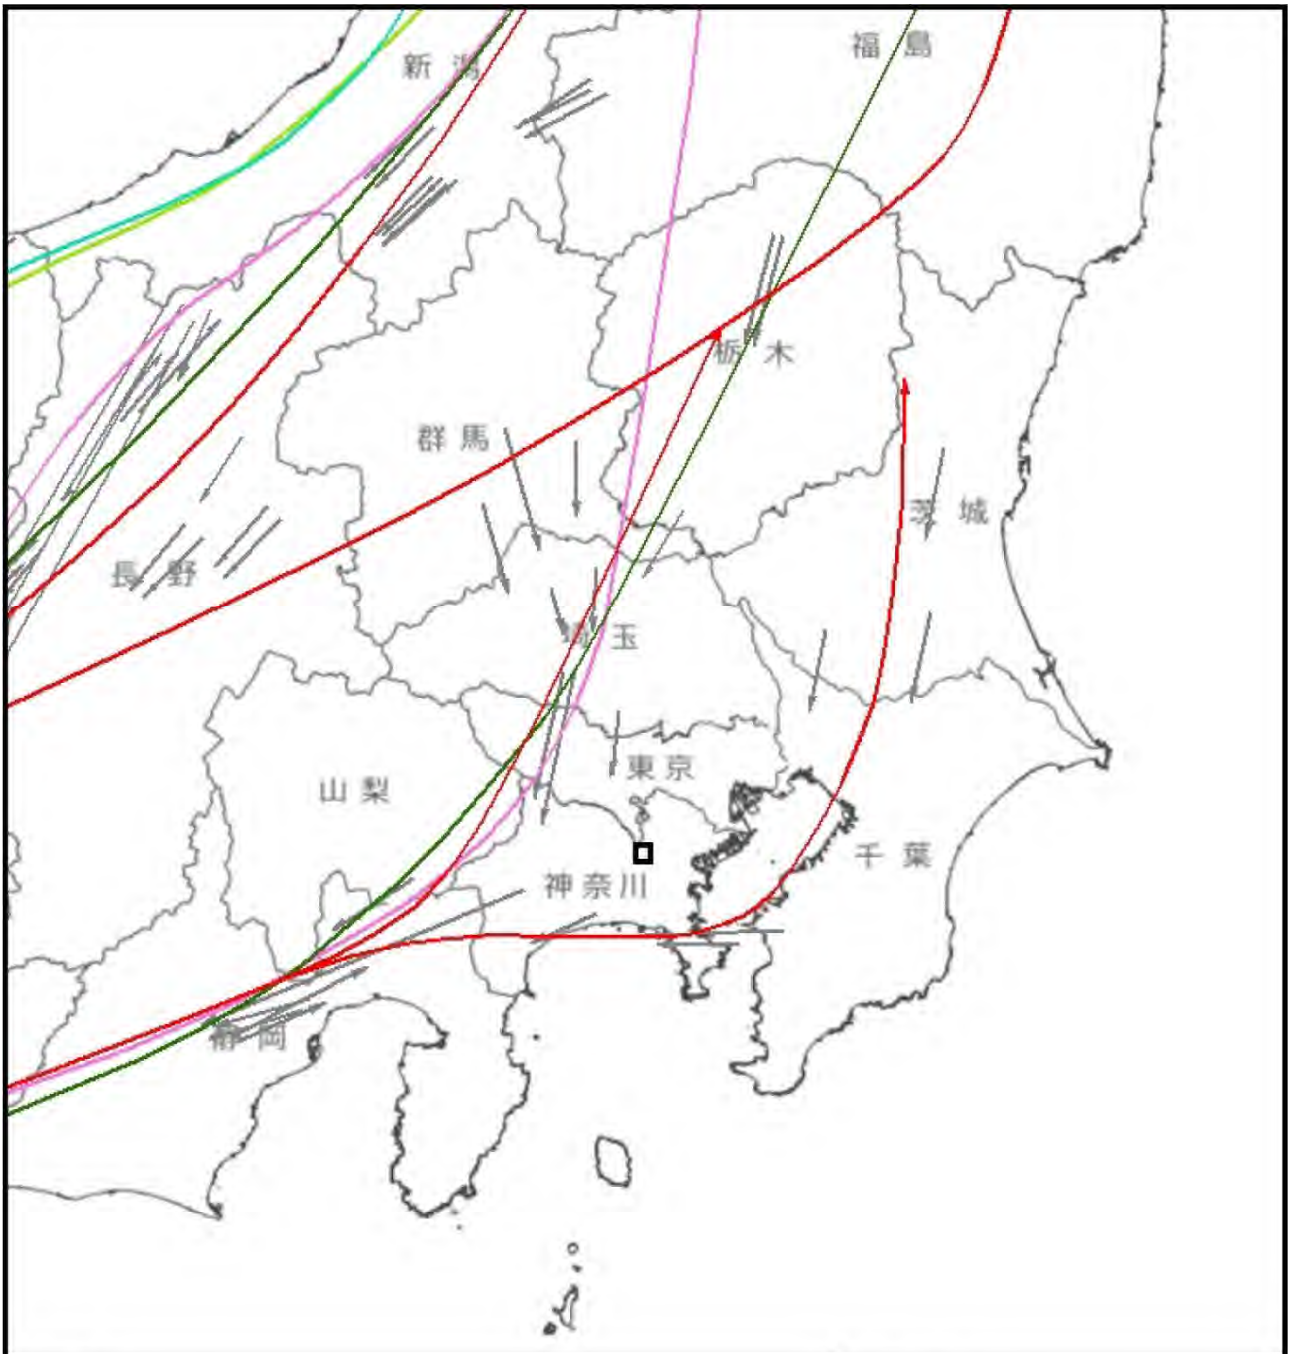 新 潟
福 島
栃 木
群 馬
茨 城
長 野
埼 玉
東 京
山 梨
千 葉
神 奈 川
静 岡